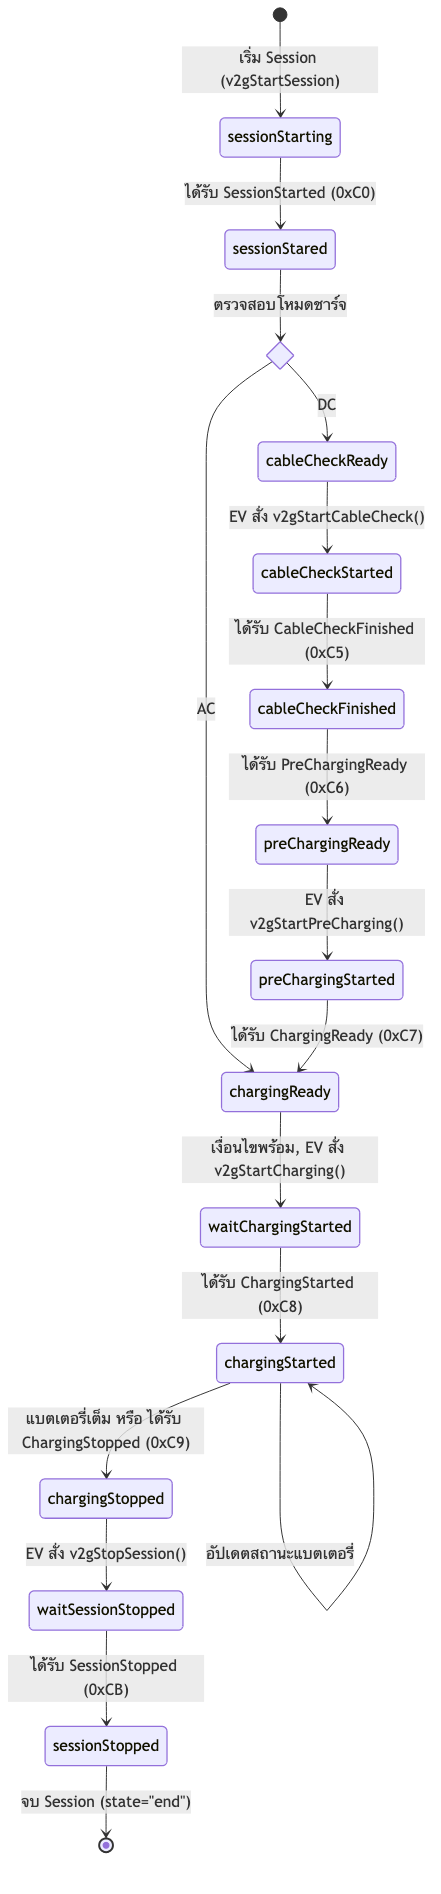 เริ่ม Session
(v2gStartSession)
sessionStarting
ได้รับ SessionStarted (0xC0)
sessionStared
ตรวจสอบโหมดชาร์จ
DC
cableCheckReady
EV สั่ง v2gStartCableCheck()
cableCheckStarted
ได้รับ CableCheckFinished
(0xC5)
cableCheckFinished
AC
ได้รับ PreChargingReady
(0xC6)
preChargingReady
EV สั่ง
v2gStartPreCharging()
preChargingStarted
ได้รับ ChargingReady (0xC7)
chargingReady
เงื่อนไขพร้อม, EV สั่ง
v2gStartCharging()
waitChargingStarted
ได้รับ ChargingStarted
(0xC8)
chargingStarted
แบตเตอรี่เต็ม หรือ ได้รับ
ChargingStopped (0xC9)
chargingStopped
อัปเดตสถานะแบตเตอรี่
EV สั่ง v2gStopSession()
waitSessionStopped
ได้รับ SessionStopped
(0xCB)
sessionStopped
จบ Session (state="end")